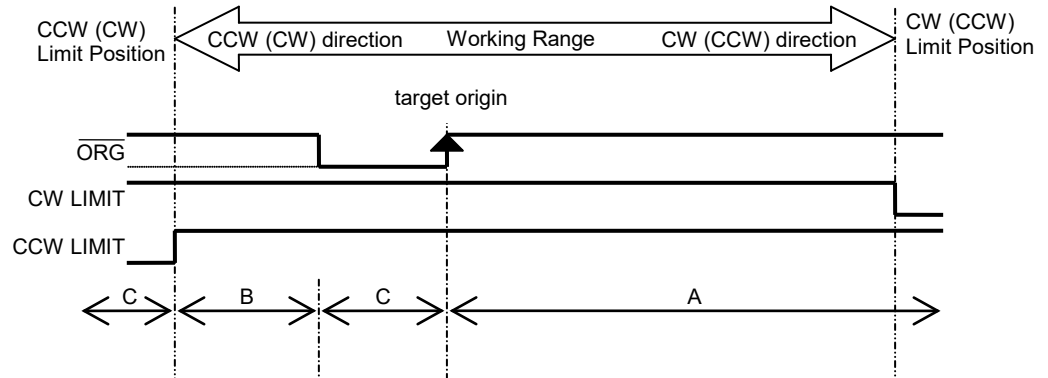 CCW (CW)
Limit Position
CCW (CW) direction
Working Range
CW (CCW) direction
CW (CCW)
Limit Position
target origin
ORG
CW LIMIT
CCW LIMIT
C
B
C
A